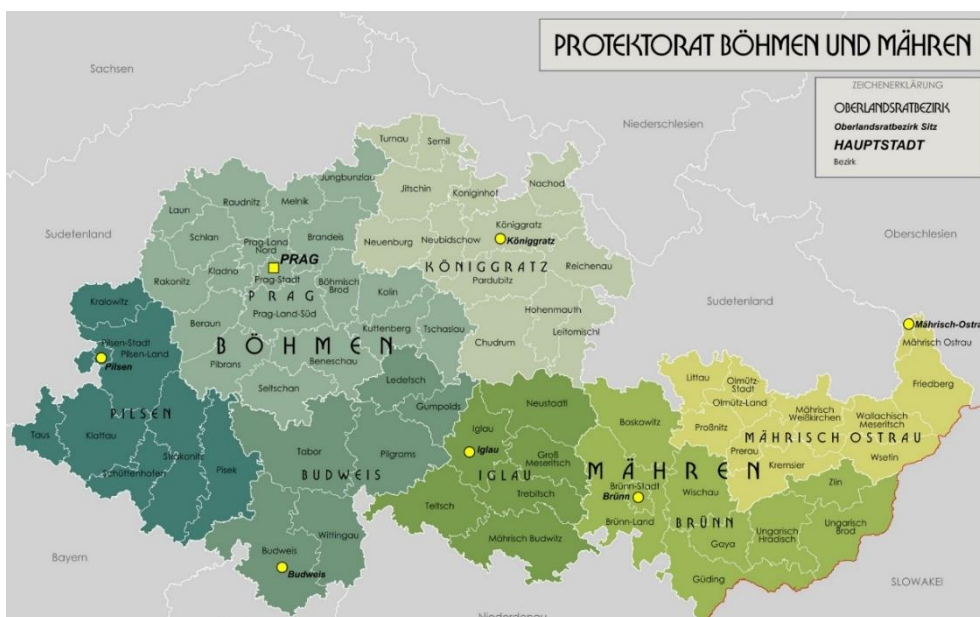 PROTEKTORAT BÖHMEN UND MÄHREN
ZEICHENERKLÄRUNG
OBERLANDSRATBEZIRK
Oberlandsratbezirk Sitz
HAUPTSTADT
Bezirk
Sachsen
Niederschlesien
Sudetenland
Oberschlesien
Sudetenland
Bayern
SLOWAKEI
Niederdonau
BÖHMEN
MÄHREN
PRAG
PRAG
Jungbunzlau
Raudnitz
Melnik
Laun
Schlan
Prag-Land
Nord
Brandeis
Kladno
Prag-Stadt
Rakonitz
Böhmisch
Brod
Kolin
Prag-Land-Süd
Beraun
Kuttenberg
Tschaslau
Pibrans
Beneschau
Seltschan
KÖNIGGRATZ
Turnau
Semil
Jitschin
Königinhof
Nachod
Königgratz
Königgratz
Neuenburg
Neubidschow
Reichenau
Pardubitz
Hohenmauth
Leitomischl
Chudrum
PILSEN
Kralowitz
Pilsen-Stadt
Pilsen-Land
Pilsen
Taus
Klattau
Schüttenhofen
Strakonitz
Pisek
BUDWEIS
Ledetsch
Gumpolds
Tabor
Pilgrams
Budweis
Wittingau
Budweis
IGLAU
Neustadtl
Iglau
Iglau
Groß
Meseritsch
Trebitsch
Teltsch
Mährisch Budwitz
BRÜNN
Boskowitz
Brünn-Stadt
Brünn
Wischau
Brünn-Land
Gaya
Ungarisch
Hradisch
Ungarisch
Brod
Zlin
Güding
MÄHRISCH OSTRAU
Mährisch-Ostrau
Mährisch Ostrau
Friedberg
Littau
Olmütz-
Stadt
Olmütz-Land
Mährisch
Weißkirchen
Wallachisch
Meseritsch
Proßnitz
Prerau
Kremsier
Wsetin